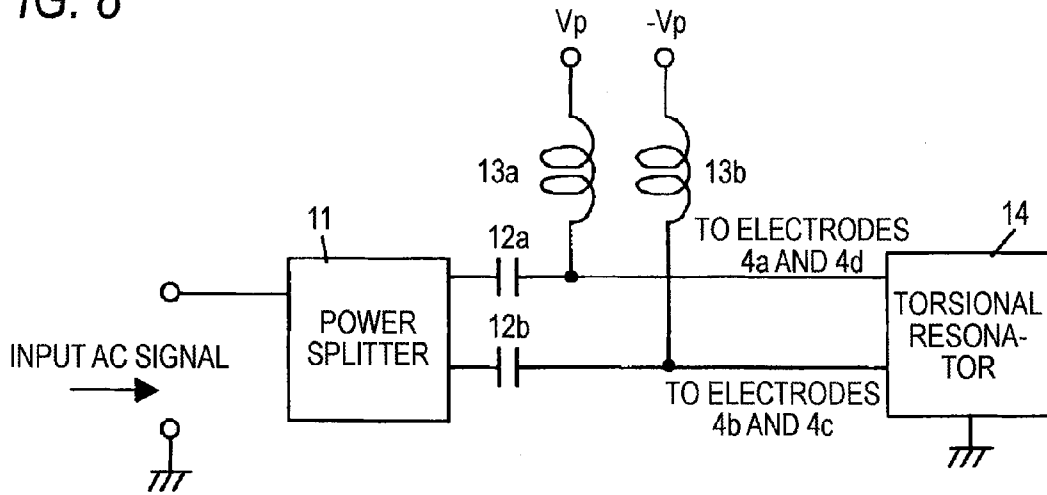 IG. 8
Vp
-Vp
13a
13b
11
12a
TO ELECTRODES
4a AND 4d
14
POWER
SPLITTER
12b
TORSIONAL
RESONA-
TOR
INPUT AC SIGNAL
TO ELECTRODES
4b AND 4c